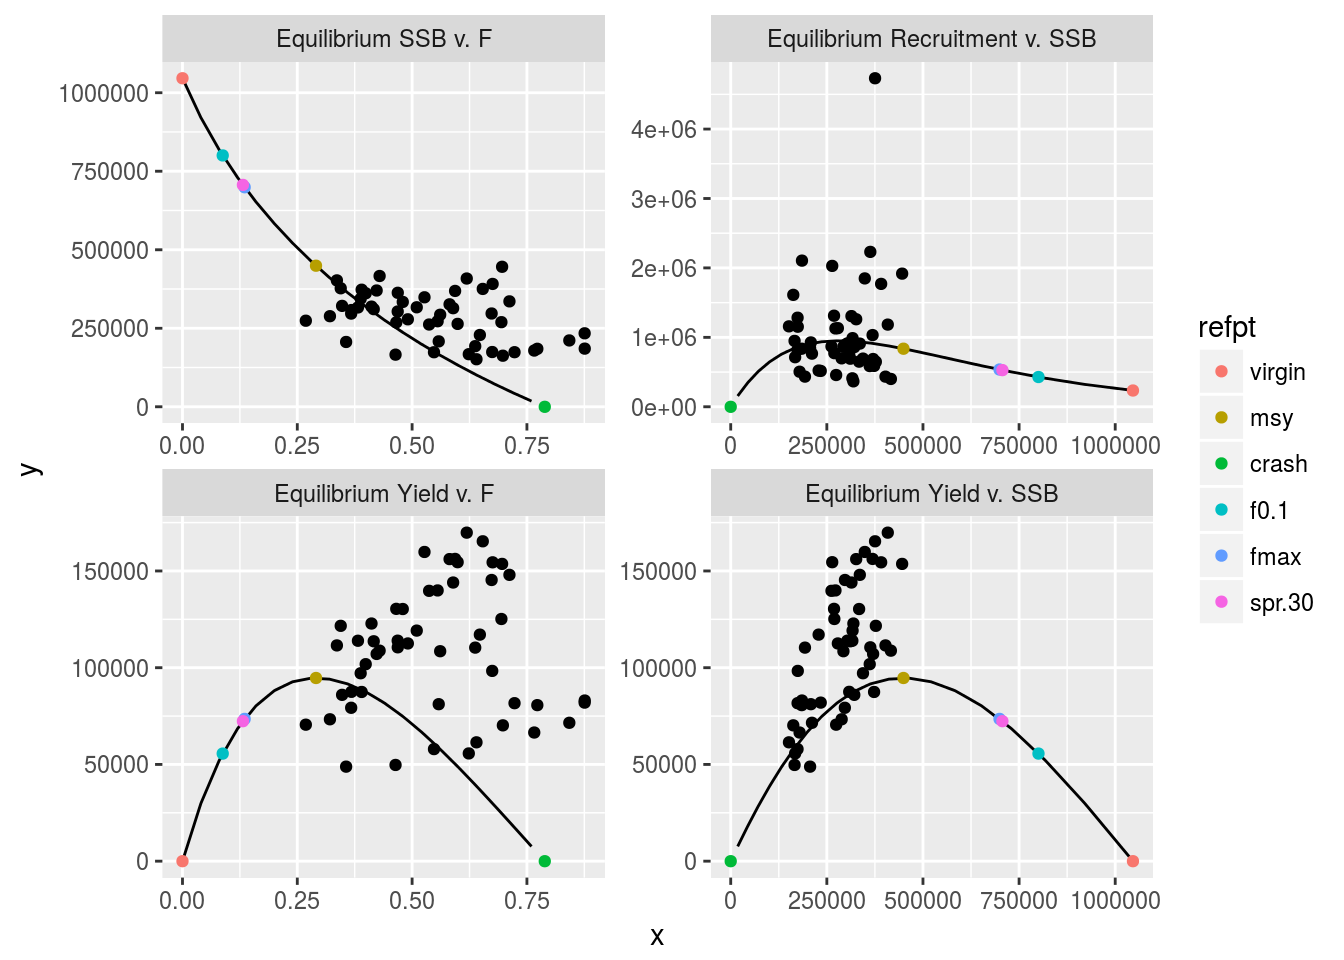 Equilibrium SSB v. F
Equilibrium Recruitment v. SSB
1000000
750000
500000
250000
0
0.00 0.25 0.50 0.75
4e+06
3e+06
2e+06
1e+06
0e+00
0 250000 500000 750000 1000000
y
Equilibrium Yield v. F
Equilibrium Yield v. SSB
150000
100000
50000
0
0.00 0.25 0.50 0.75
150000
100000
50000
0
0 250000 500000 750000 1000000
x
refpt
virgin
msy
crash
f0.1
fmax
spr.30